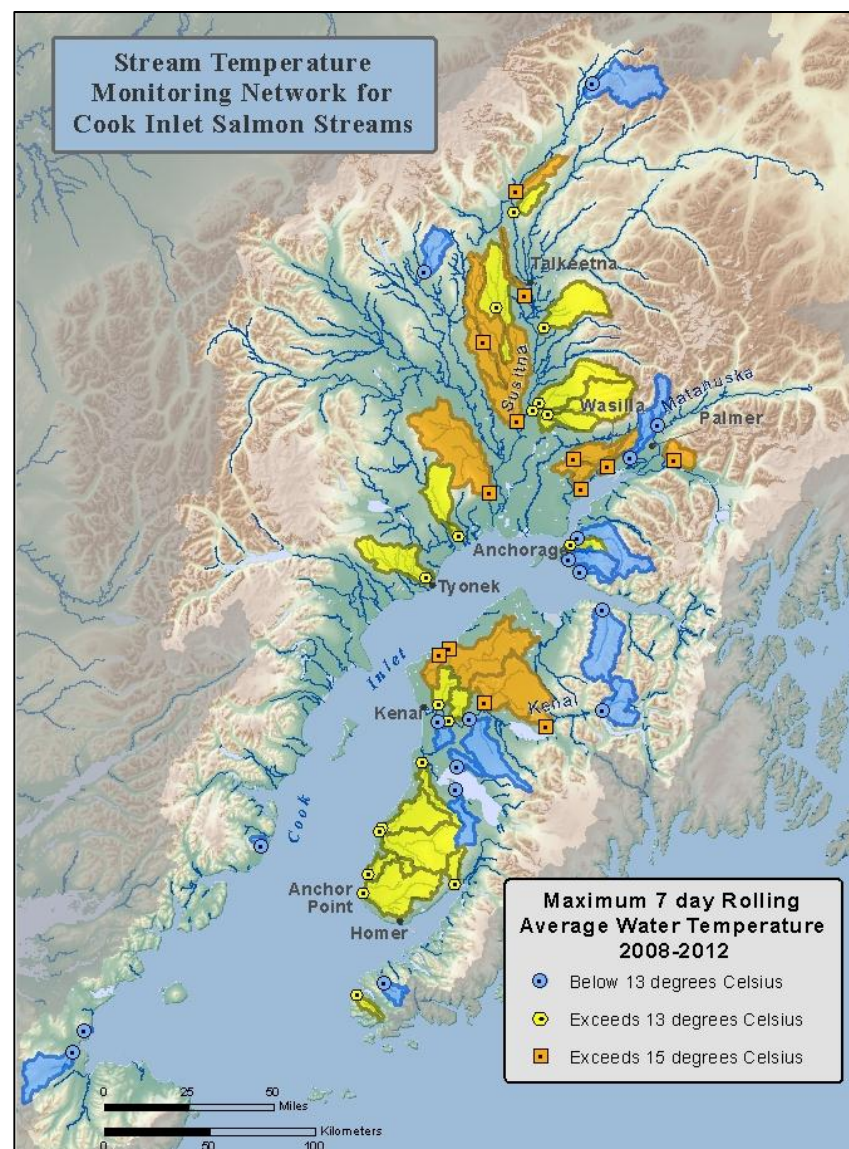 Stream Temperature
Monitoring Network for
Cook Inlet Salmon Streams
Talkeetna
Susitna
Wasilla
Matanuska
Palmer
Anchorage
Tyonek
Cook Inlet
Kenai
Kenai
Anchor
Point
Homer
Maximum 7 day Rolling
Average Water Temperature
2008-2012
Below 13 degrees Celsius
Exceeds 13 degrees Celsius
Exceeds 15 degrees Celsius
0 25 50
Miles
Kilometers
0 50 100